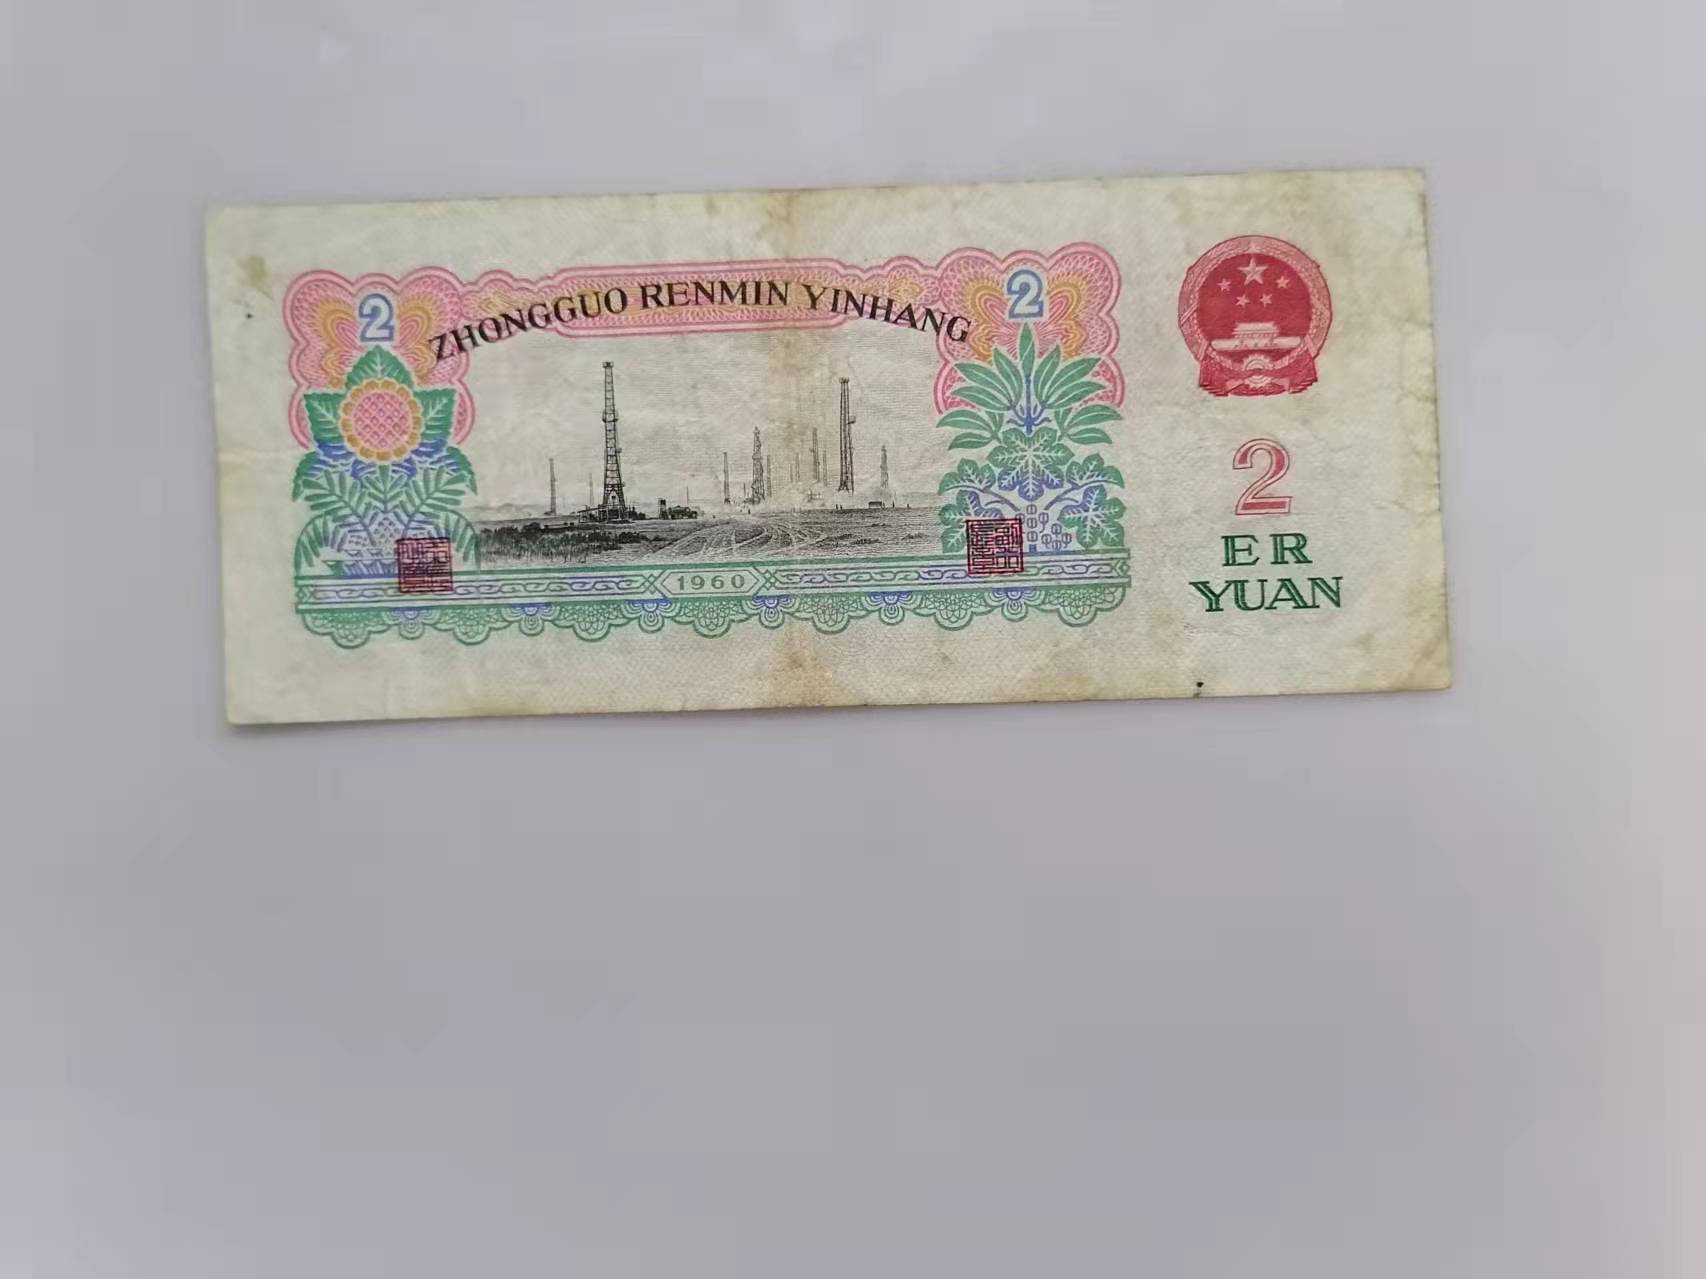 2 ZHONGGUO RENMIN YINHANG 2
2
ER
YUAN
1960